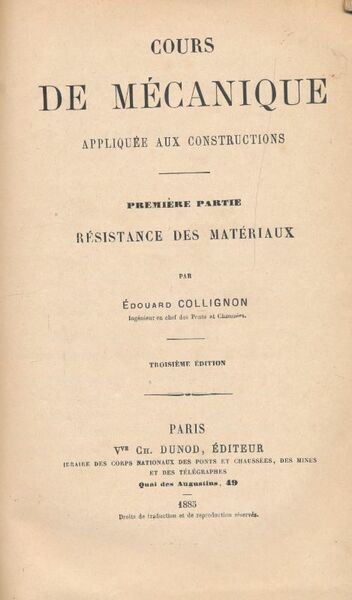 COURS
DE MÉCANIQUE
APPLIQUÉE AUX CONSTRUCTIONS
PREMIÈRE PARTIE
RÉSISTANCE DES MATÉRIAUX
PAR
ÉDOUARD COLLIGNON
Ingénieur en chef des Ponts et Chaussées.
TROISIÈME ÉDITION
PARIS
Vve CH. DUNOD, ÉDITEUR
IBRAIRE DES CORPS NATIONAUX DES PONTS ET CHAUSSÉES, DES MINES
ET DES TÉLÉGRAPHES
Quai des Augustins, 49
1885
Droits de traduction et de reproduction réservés.